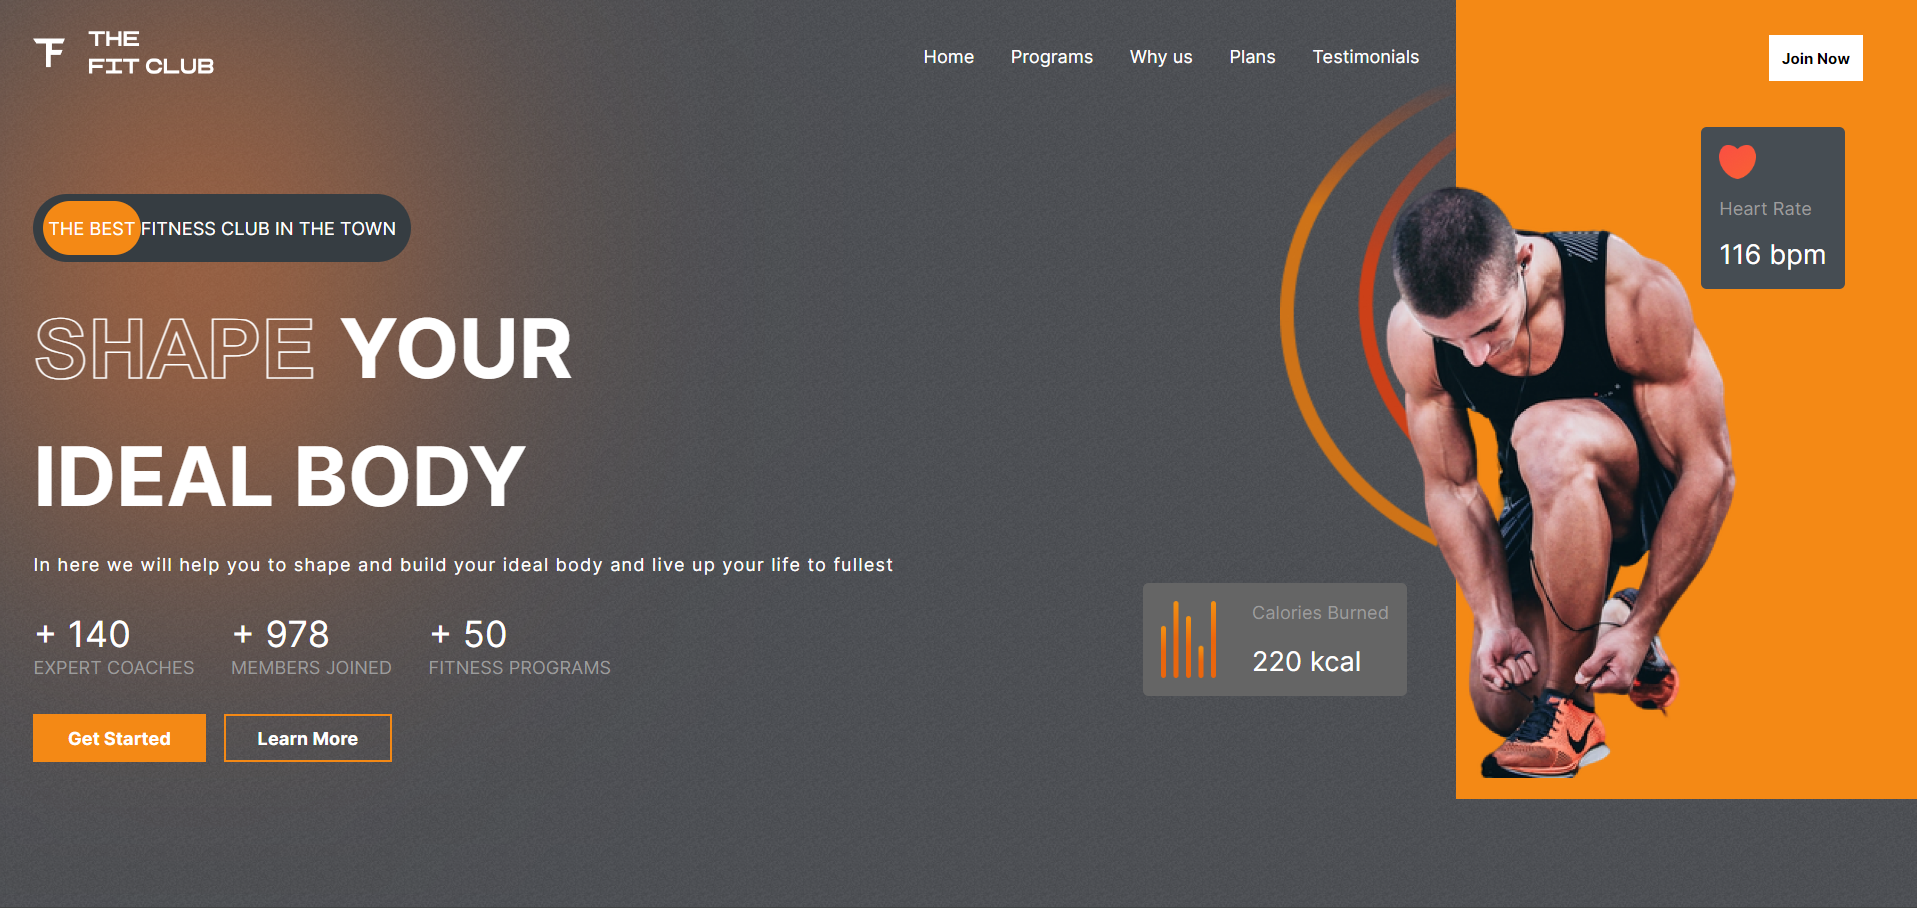 THE
FIT CLUB
Home Programs Why us Plans Testimonials
Join Now
THE BEST FITNESS CLUB IN THE TOWN
SHAPE YOUR
IDEAL BODY
In here we will help you to shape and build your ideal body and live up your life to fullest
+ 140 + 978 + 50
EXPERT COACHES MEMBERS JOINED FITNESS PROGRAMS
Get Started Learn More
Heart Rate
116 bpm
Calories Burned
220 kcal